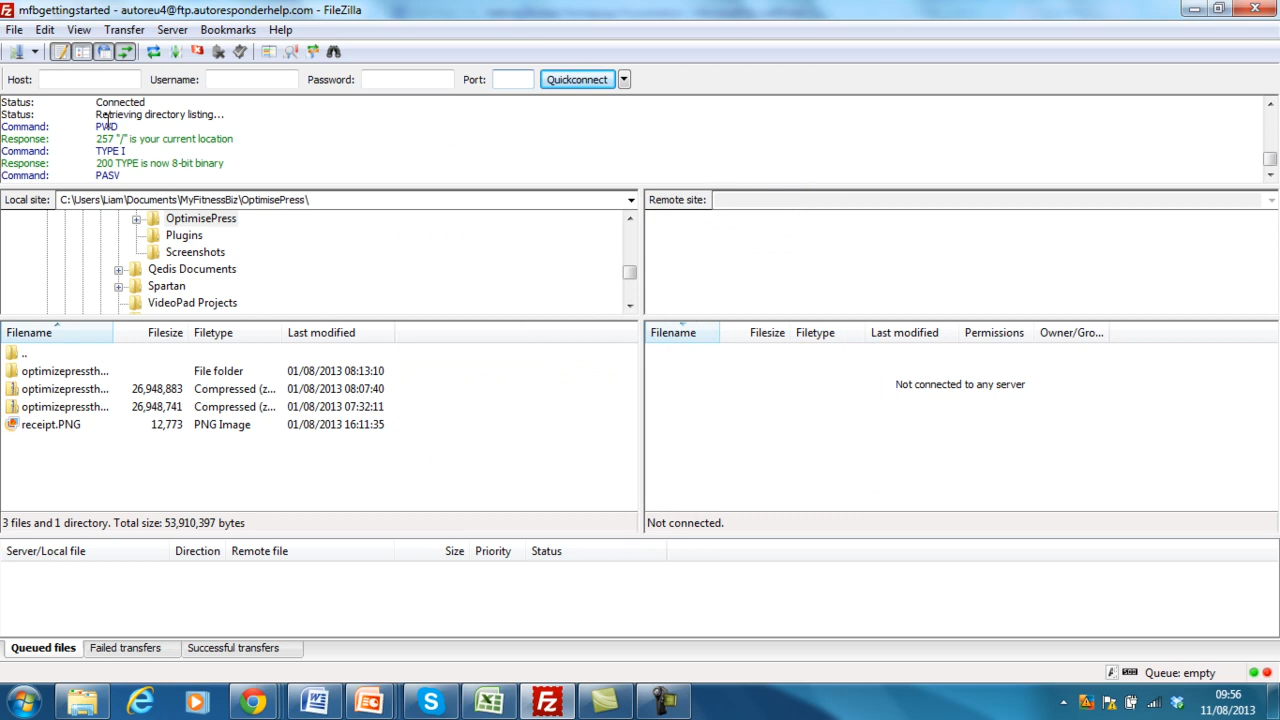 mfbgettingstarted - autoreu4@ftp.autoresponderhelp.com - FileZilla
File Edit View Transfer Server Bookmarks Help
Host: Username: Password: Port: Quickconnect
Status: Connected
Status: Retrieving directory listing...
Command: PWD
Response: 257 "/" is your current location
Command: TYPE I
Response: 200 TYPE is now 8-bit binary
Command: PASV
Local site: C:\Users\Liam\Documents\MyFitnessBiz\OptimisePress\
Remote site:
OptimisePress
Plugins
Screenshots
Qedis Documents
Spartan
VideoPad Projects
Filename Filesize Filetype Last modified
..
optimizepressth... File folder 01/08/2013 08:13:10
optimizepressth... 26,948,883 Compressed (z... 01/08/2013 08:07:40
optimizepressth... 26,948,741 Compressed (z... 01/08/2013 07:32:11
receipt.PNG 12,773 PNG Image 01/08/2013 16:11:35
3 files and 1 directory. Total size: 53,910,397 bytes
Filename Filesize Filetype Last modified Permissions Owner/Gro...
Not connected to any server
Not connected.
Server/Local file Direction Remote file Size Priority Status
Queued files Failed transfers Successful transfers
Queue: empty
09:56
11/08/2013